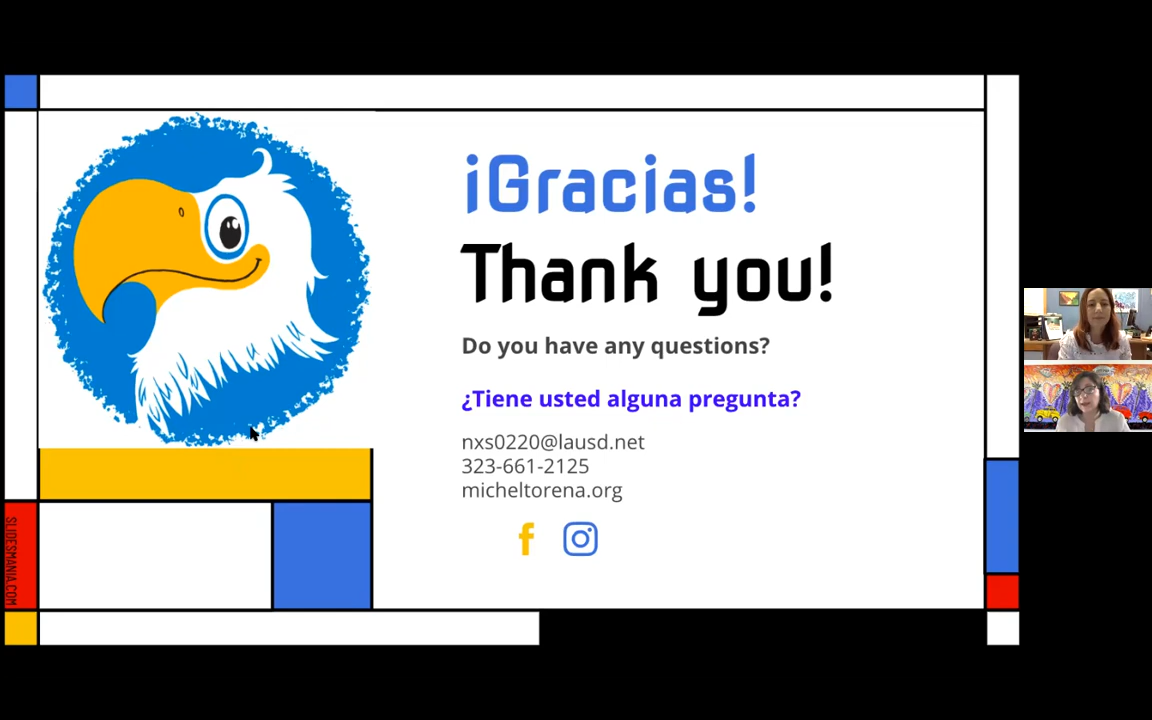 ¡Gracias!
Thank you!
Do you have any questions?
¿Tiene usted alguna pregunta?
nxs0220@lausd.net
323-661-2125
micheltorena.org
SLIDESMANIA.COM